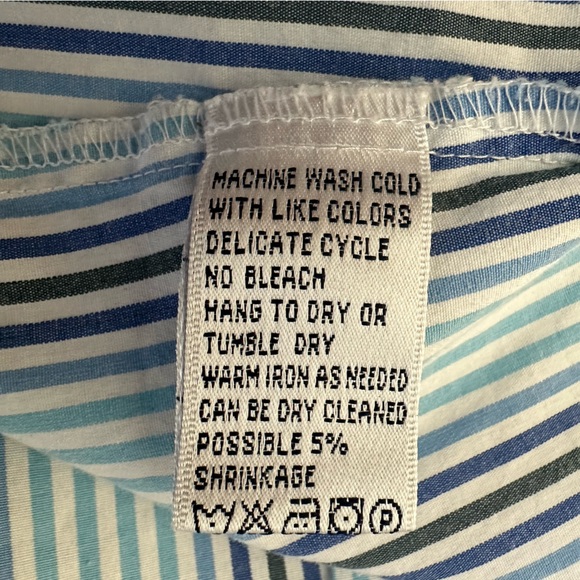 MACHINE WASH COLD
WITH LIKE COLORS
DELICATE CYCLE
NO BLEACH
HANG TO DRY OR
TUMBLE DRY
WARM IRON AS NEEDED
CAN BE DRY CLEANED
POSSIBLE 5%
SHRINKAGE
P